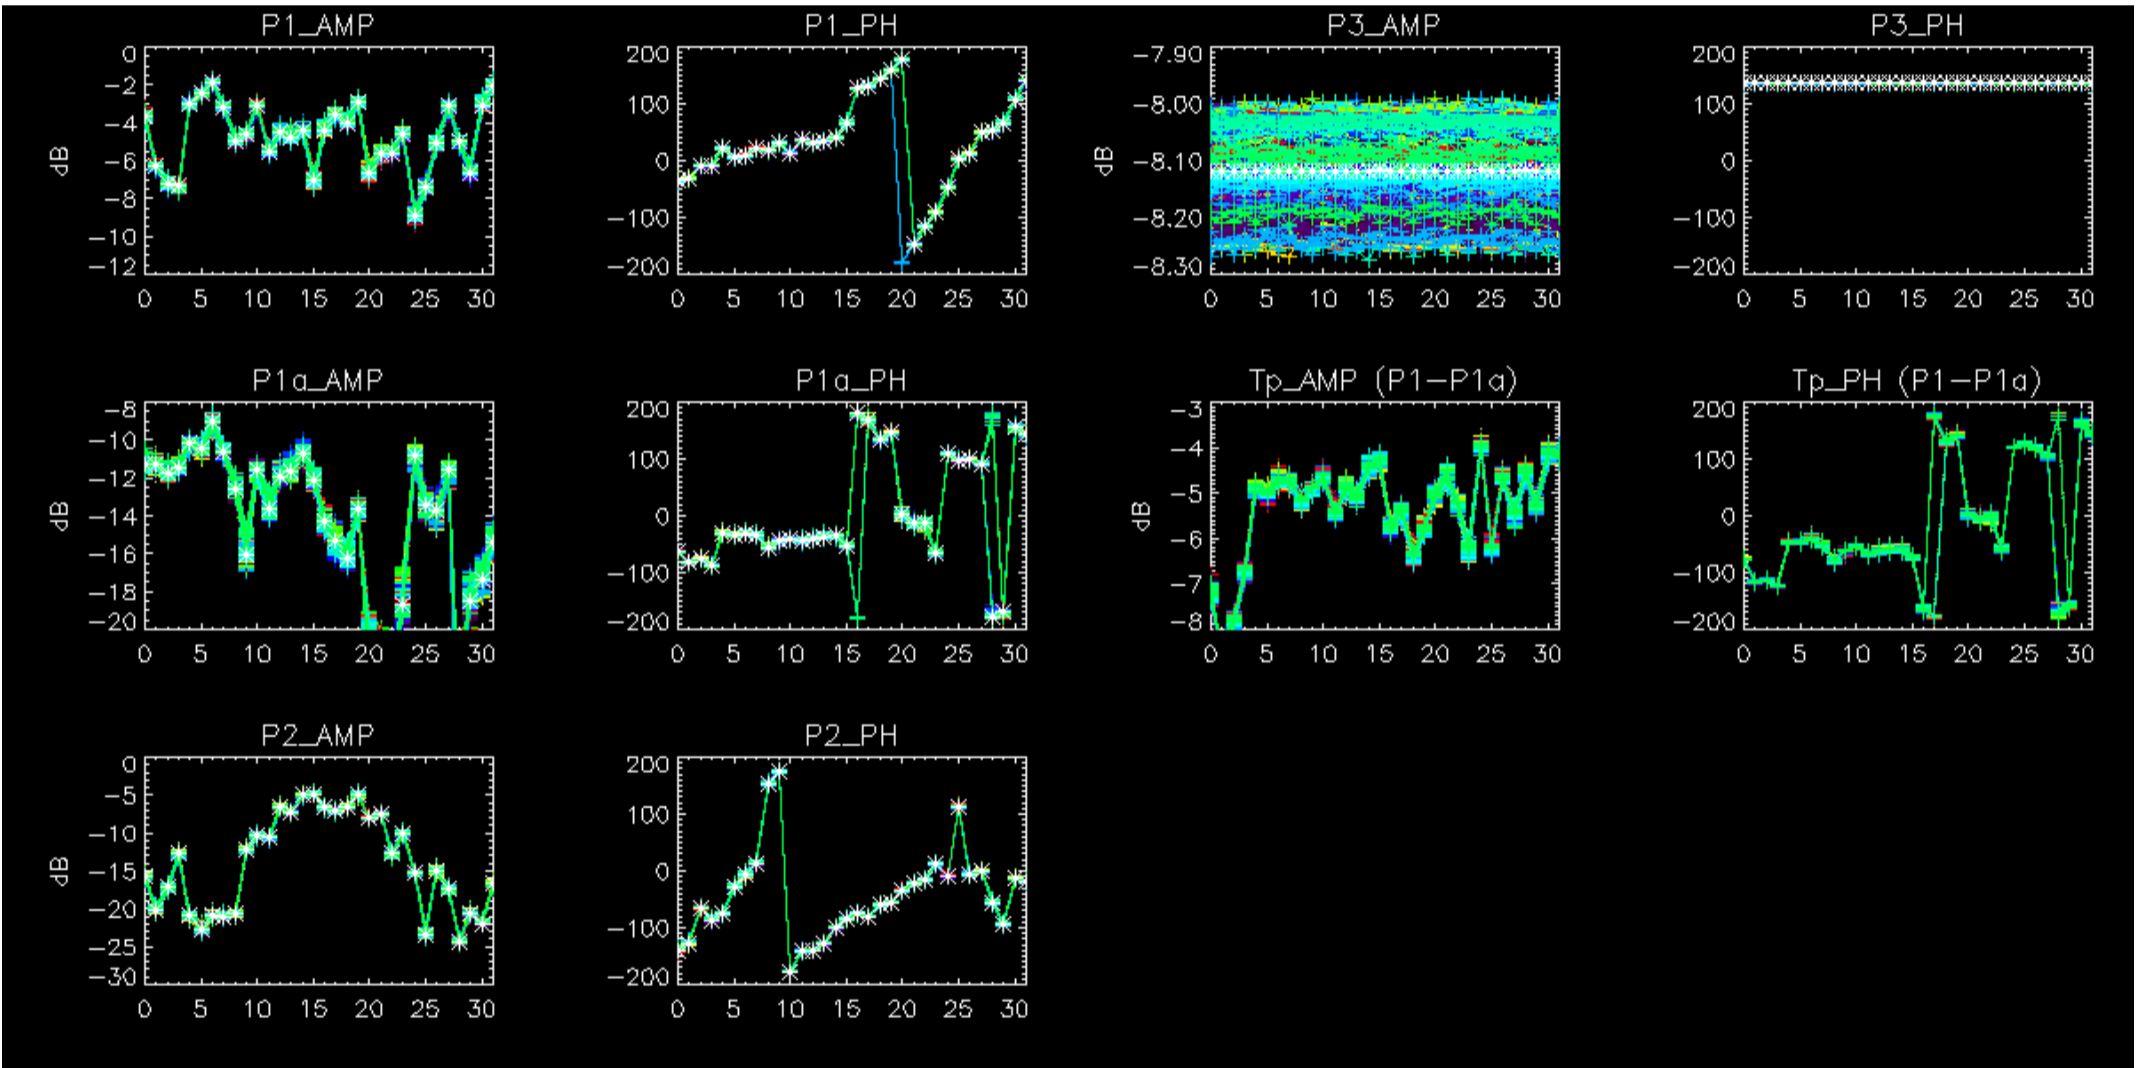 P1_AMP
0
-2
-4
-6
-8
-10
-12
dB
0 5 10 15 20 25 30
P1_PH
200
100
0
-100
-200
0 5 10 15 20 25 30
P3_AMP
-7.90
-8.00
-8.10
-8.20
-8.30
dB
0 5 10 15 20 25 30
P3_PH
200
100
0
-100
-200
0 5 10 15 20 25 30
P1a_AMP
-8
-10
-12
-14
-16
-18
-20
dB
0 5 10 15 20 25 30
P1a_PH
200
100
0
-100
-200
0 5 10 15 20 25 30
Tp_AMP (P1-P1a)
-3
-4
-5
-6
-7
-8
dB
0 5 10 15 20 25 30
Tp_PH (P1-P1a)
200
100
0
-100
-200
0 5 10 15 20 25 30
P2_AMP
0
-5
-10
-15
-20
-25
-30
dB
0 5 10 15 20 25 30
P2_PH
200
100
0
-100
-200
0 5 10 15 20 25 30